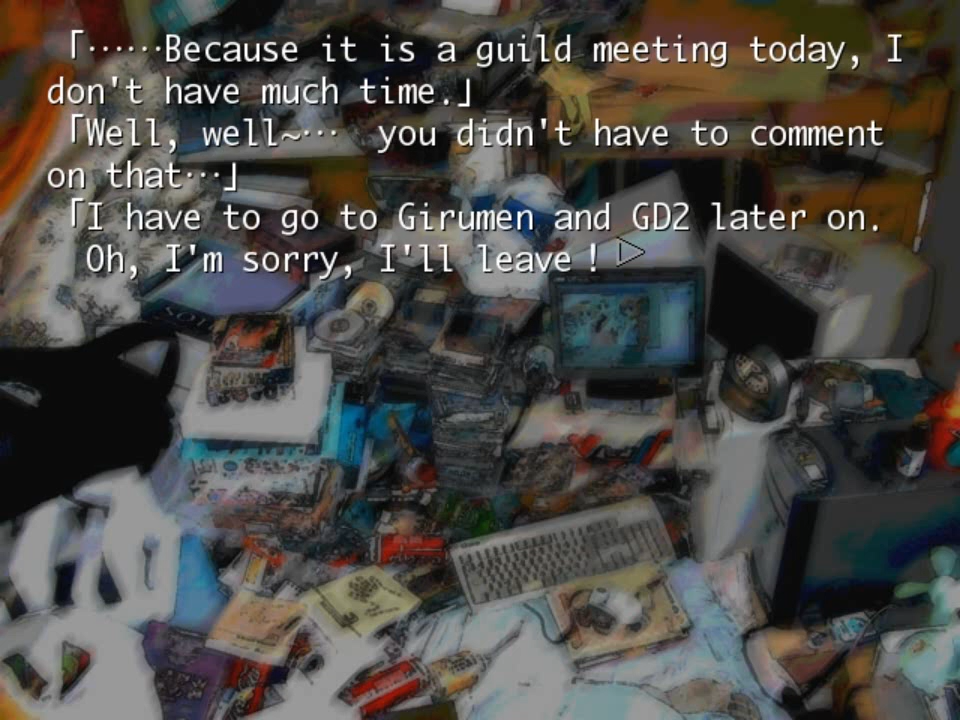 「……Because it is a guild meeting today, I
don't have much time.」
「Well, well~…　you didn't have to comment
on that…」
「I have to go to Girumen and GD2 later on.
Oh, I'm sorry, I'll leave！